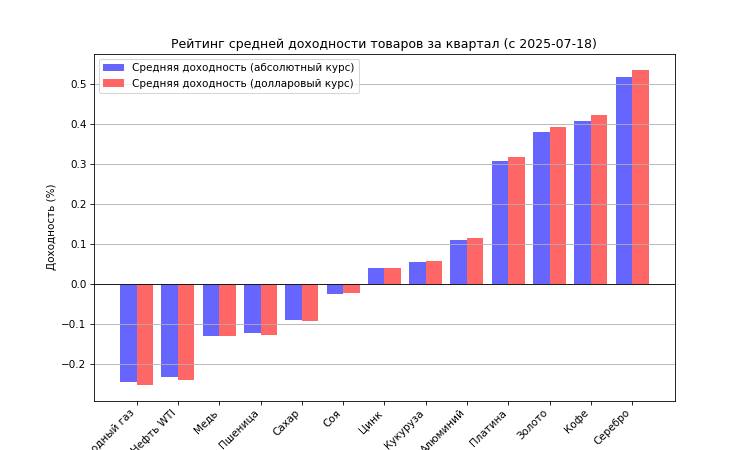 Рейтинг средней доходности товаров за квартал (с 2025-07-18)
Средняя доходность (абсолютный курс)
Средняя доходность (долларовый курс)
Доходность (%)
0.5
0.4
0.3
0.2
0.1
0.0
−0.1
−0.2
газ
Нефть WTI
Медь
Пшеница
Сахар
Соя
Цинк
Кукуруза
Алюминий
Платина
Золото
Кофе
Серебро